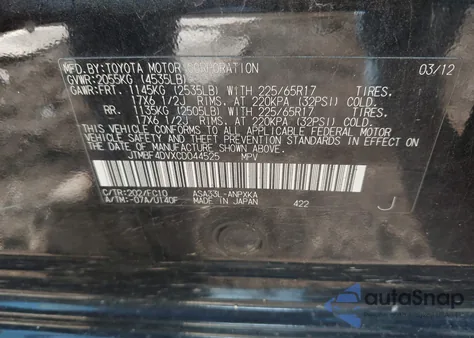 MFD.BY:TOYOTA MOTOR CORPORATION 03/12
GVWR:2055KG (4535LB)
GAWR:FRT. 1145KG (2535LB) WITH 225/65R17 TIRES.
17X6 1/2J RIMS. AT 220KPA (32PSI) COLD.
RR. 1135KG (2505LB) WITH 225/65R17 TIRES.
17X6 1/2J RIMS. AT 220KPA (32PSI) COLD.
THIS VEHICLE CONFORMS TO ALL APPLICABLE FEDERAL MOTOR
VEHICLE SAFETY AND THEFT PREVENTION STANDARDS IN EFFECT ON THE
DATE OF MANUFACTURE SHOWN ABOVE.
JTMBF4DVXCD044525 MPV
C/TR:202/FC10 ASA33L-ANPXKA
A/TM:-07A/U140F MADE IN JAPAN 422
autoSnap